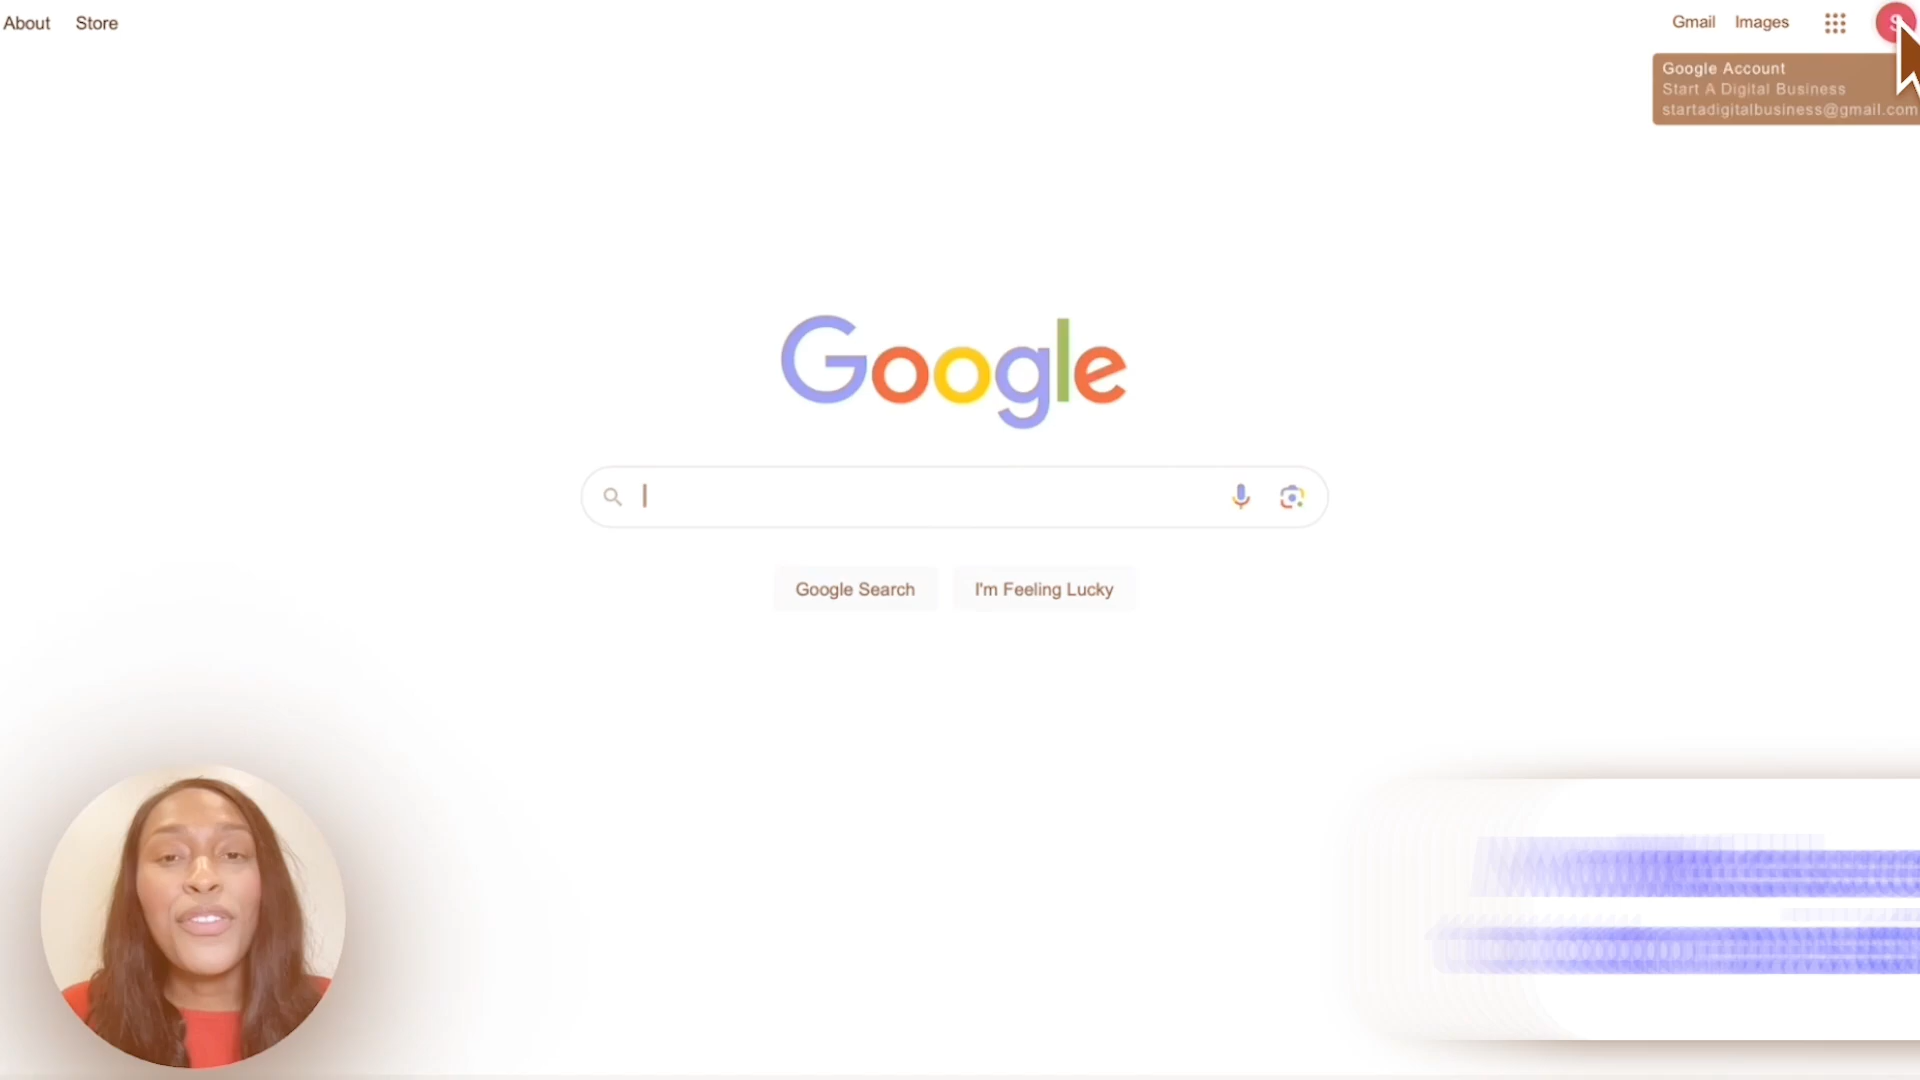 About Store
Gmail Images
S
Google Account
Start A Digital Business
startadigitalbusiness@gmail.com
Google
Google Search I'm Feeling Lucky